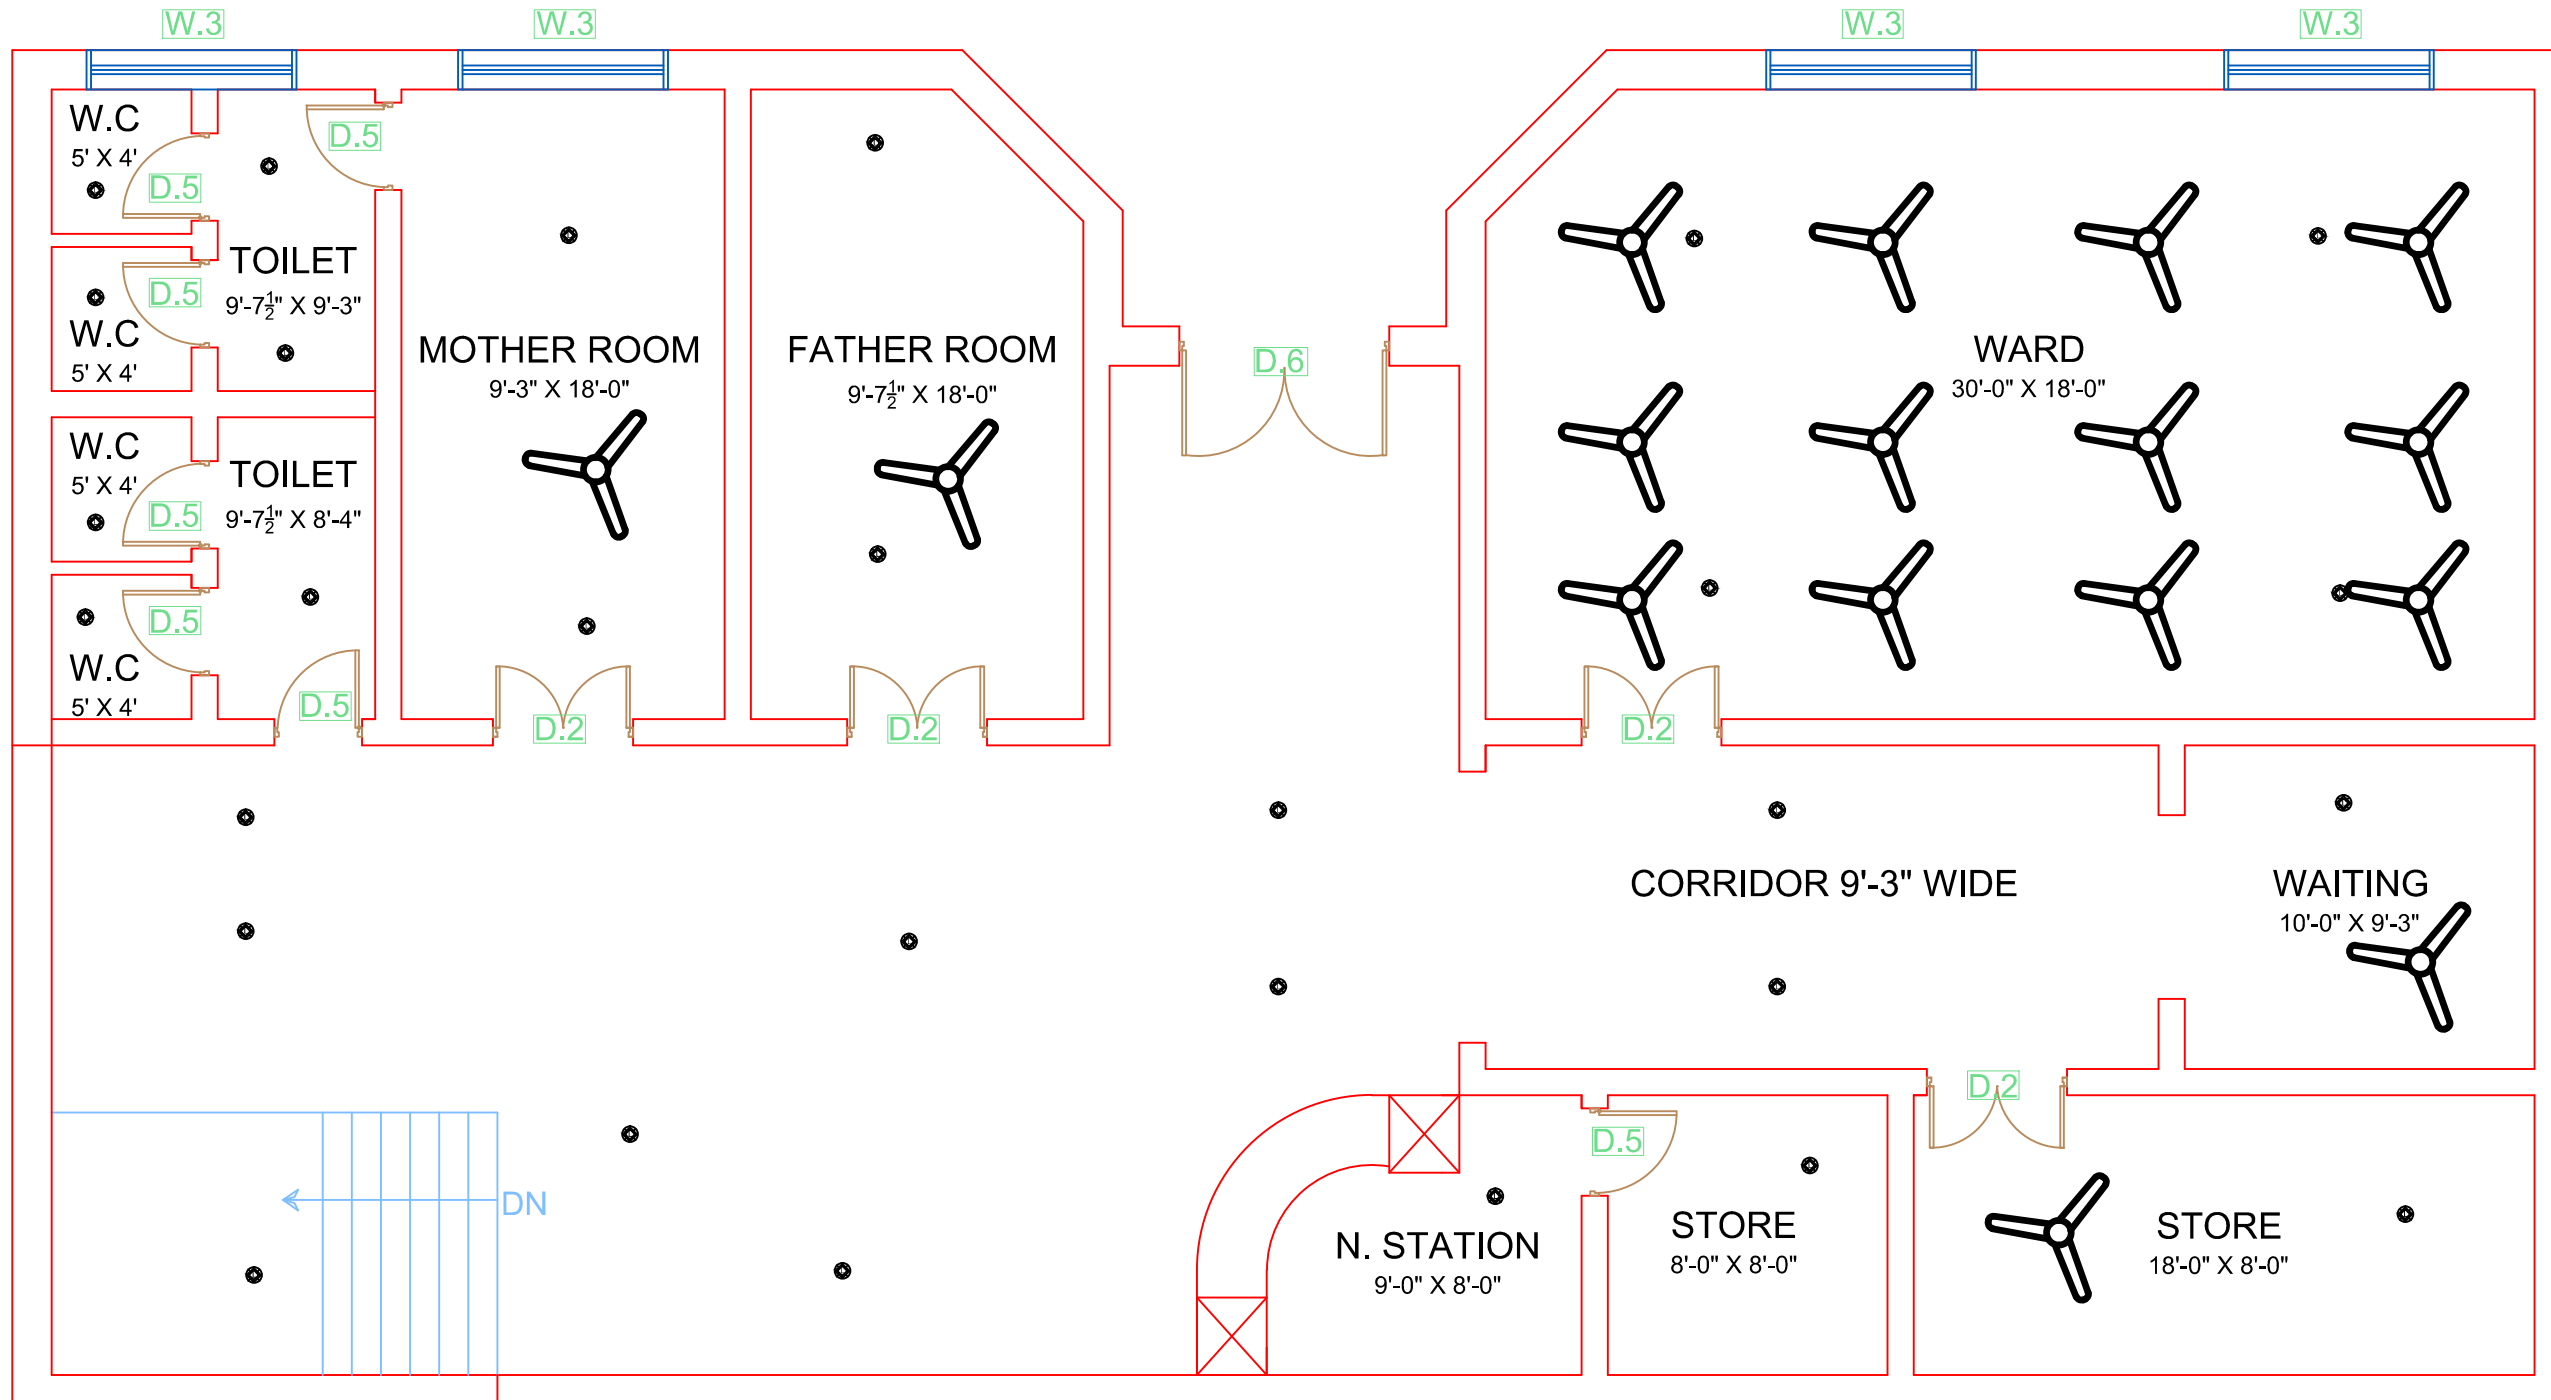 W.3
W.3
W.3
W.3
W.C
5' X 4'
D.5
D.5
TOILET
9'-7½" X 9'-3"
D.5
W.C
5' X 4'
MOTHER ROOM
9'-3" X 18'-0"
FATHER ROOM
9'-7½" X 18'-0"
D.6
WARD
30'-0" X 18'-0"
W.C
5' X 4'
D.5
TOILET
9'-7½" X 8'-4"
D.5
W.C
5' X 4'
D.5
D.2
D.2
D.2
CORRIDOR 9'-3" WIDE
WAITING
10'-0" X 9'-3"
D.2
D.5
DN
N. STATION
9'-0" X 8'-0"
STORE
8'-0" X 8'-0"
STORE
18'-0" X 8'-0"